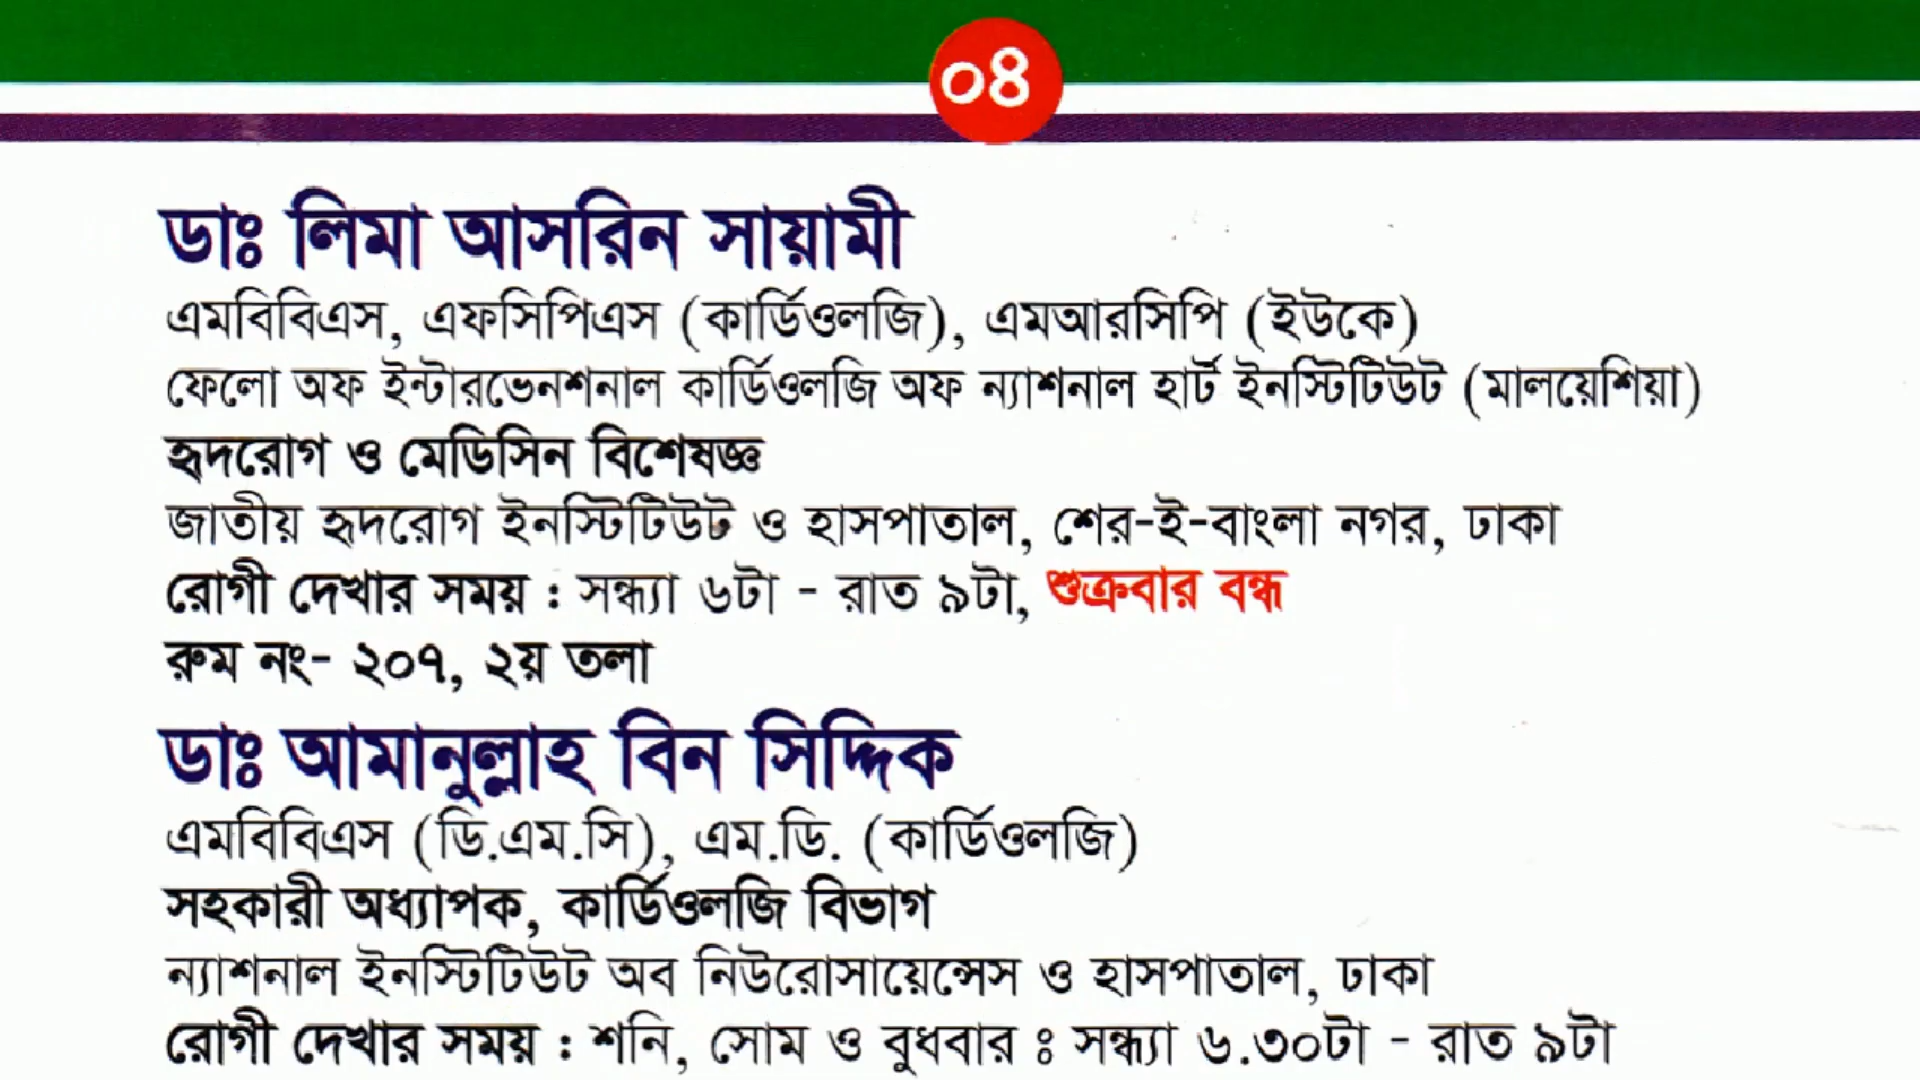 ০৪
ডাঃ লিমা আসরিন সায়ামী
এমবিবিএস, এফসিপিএস (কার্ডিওলজি), এমআরসিপি (ইউকে)
ফেলো অফ ইন্টারভেনশনাল কার্ডিওলজি অফ ন্যাশনাল হার্ট ইনস্টিটিউট (মালয়েশিয়া)
হৃদরোগ ও মেডিসিন বিশেষজ্ঞ
জাতীয় হৃদরোগ ইনস্টিটিউট ও হাসপাতাল, শের-ই-বাংলা নগর, ঢাকা
রোগী দেখার সময় : সন্ধ্যা ৬টা - রাত ৯টা, শুক্রবার বন্ধ
রুম নং- ২০৭, ২য় তলা
ডাঃ আমানুল্লাহ বিন সিদ্দিক
এমবিবিএস (ডি.এম.সি), এম.ডি. (কার্ডিওলজি)
সহকারী অধ্যাপক, কার্ডিওলজি বিভাগ
ন্যাশনাল ইনস্টিটিউট অব নিউরোসায়েন্সেস ও হাসপাতাল, ঢাকা
রোগী দেখার সময় : শনি, সোম ও বুধবার ঃ সন্ধ্যা ৬.৩০টা - রাত ৯টা